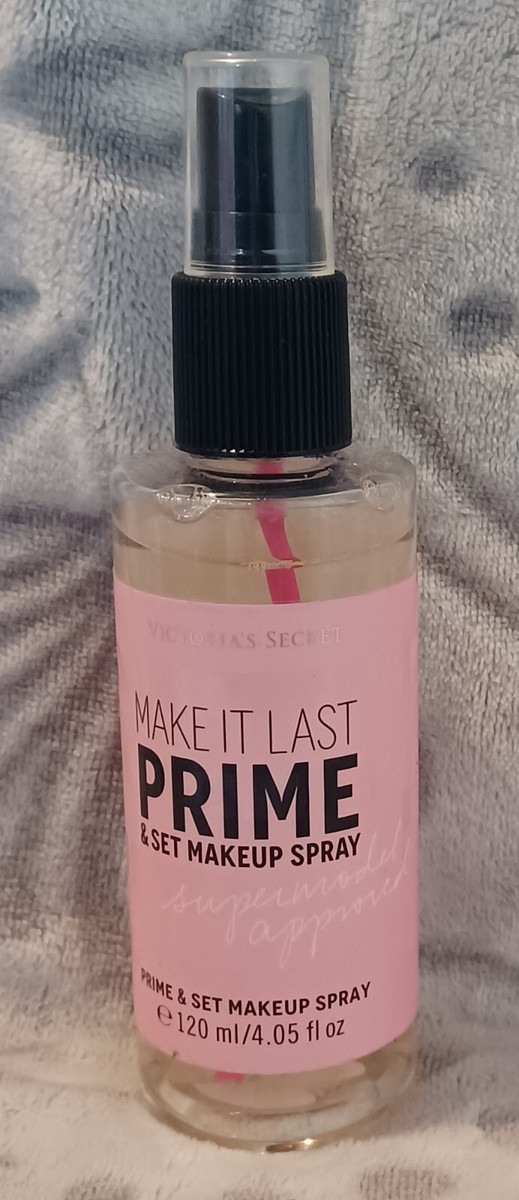 VICTORIA'S SECRET
MAKE IT LAST
PRIME
& SET MAKEUP SPRAY
supermodel
approved
PRIME & SET MAKEUP SPRAY
℮ 120 ml/4.05 fl oz